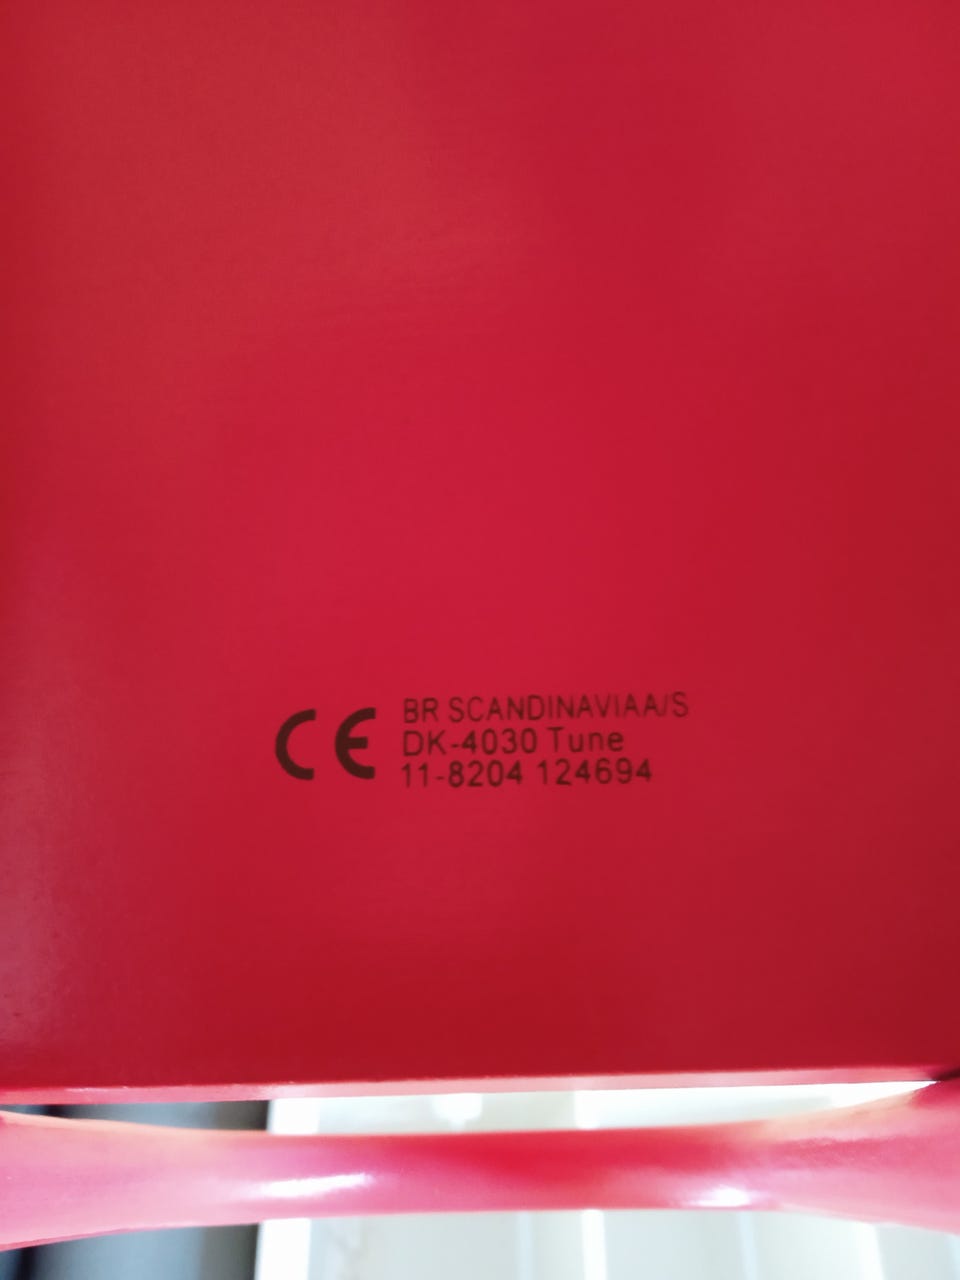 CE
BR SCANDINAVIAA/S
DK-4030 Tune
11-8204 124694